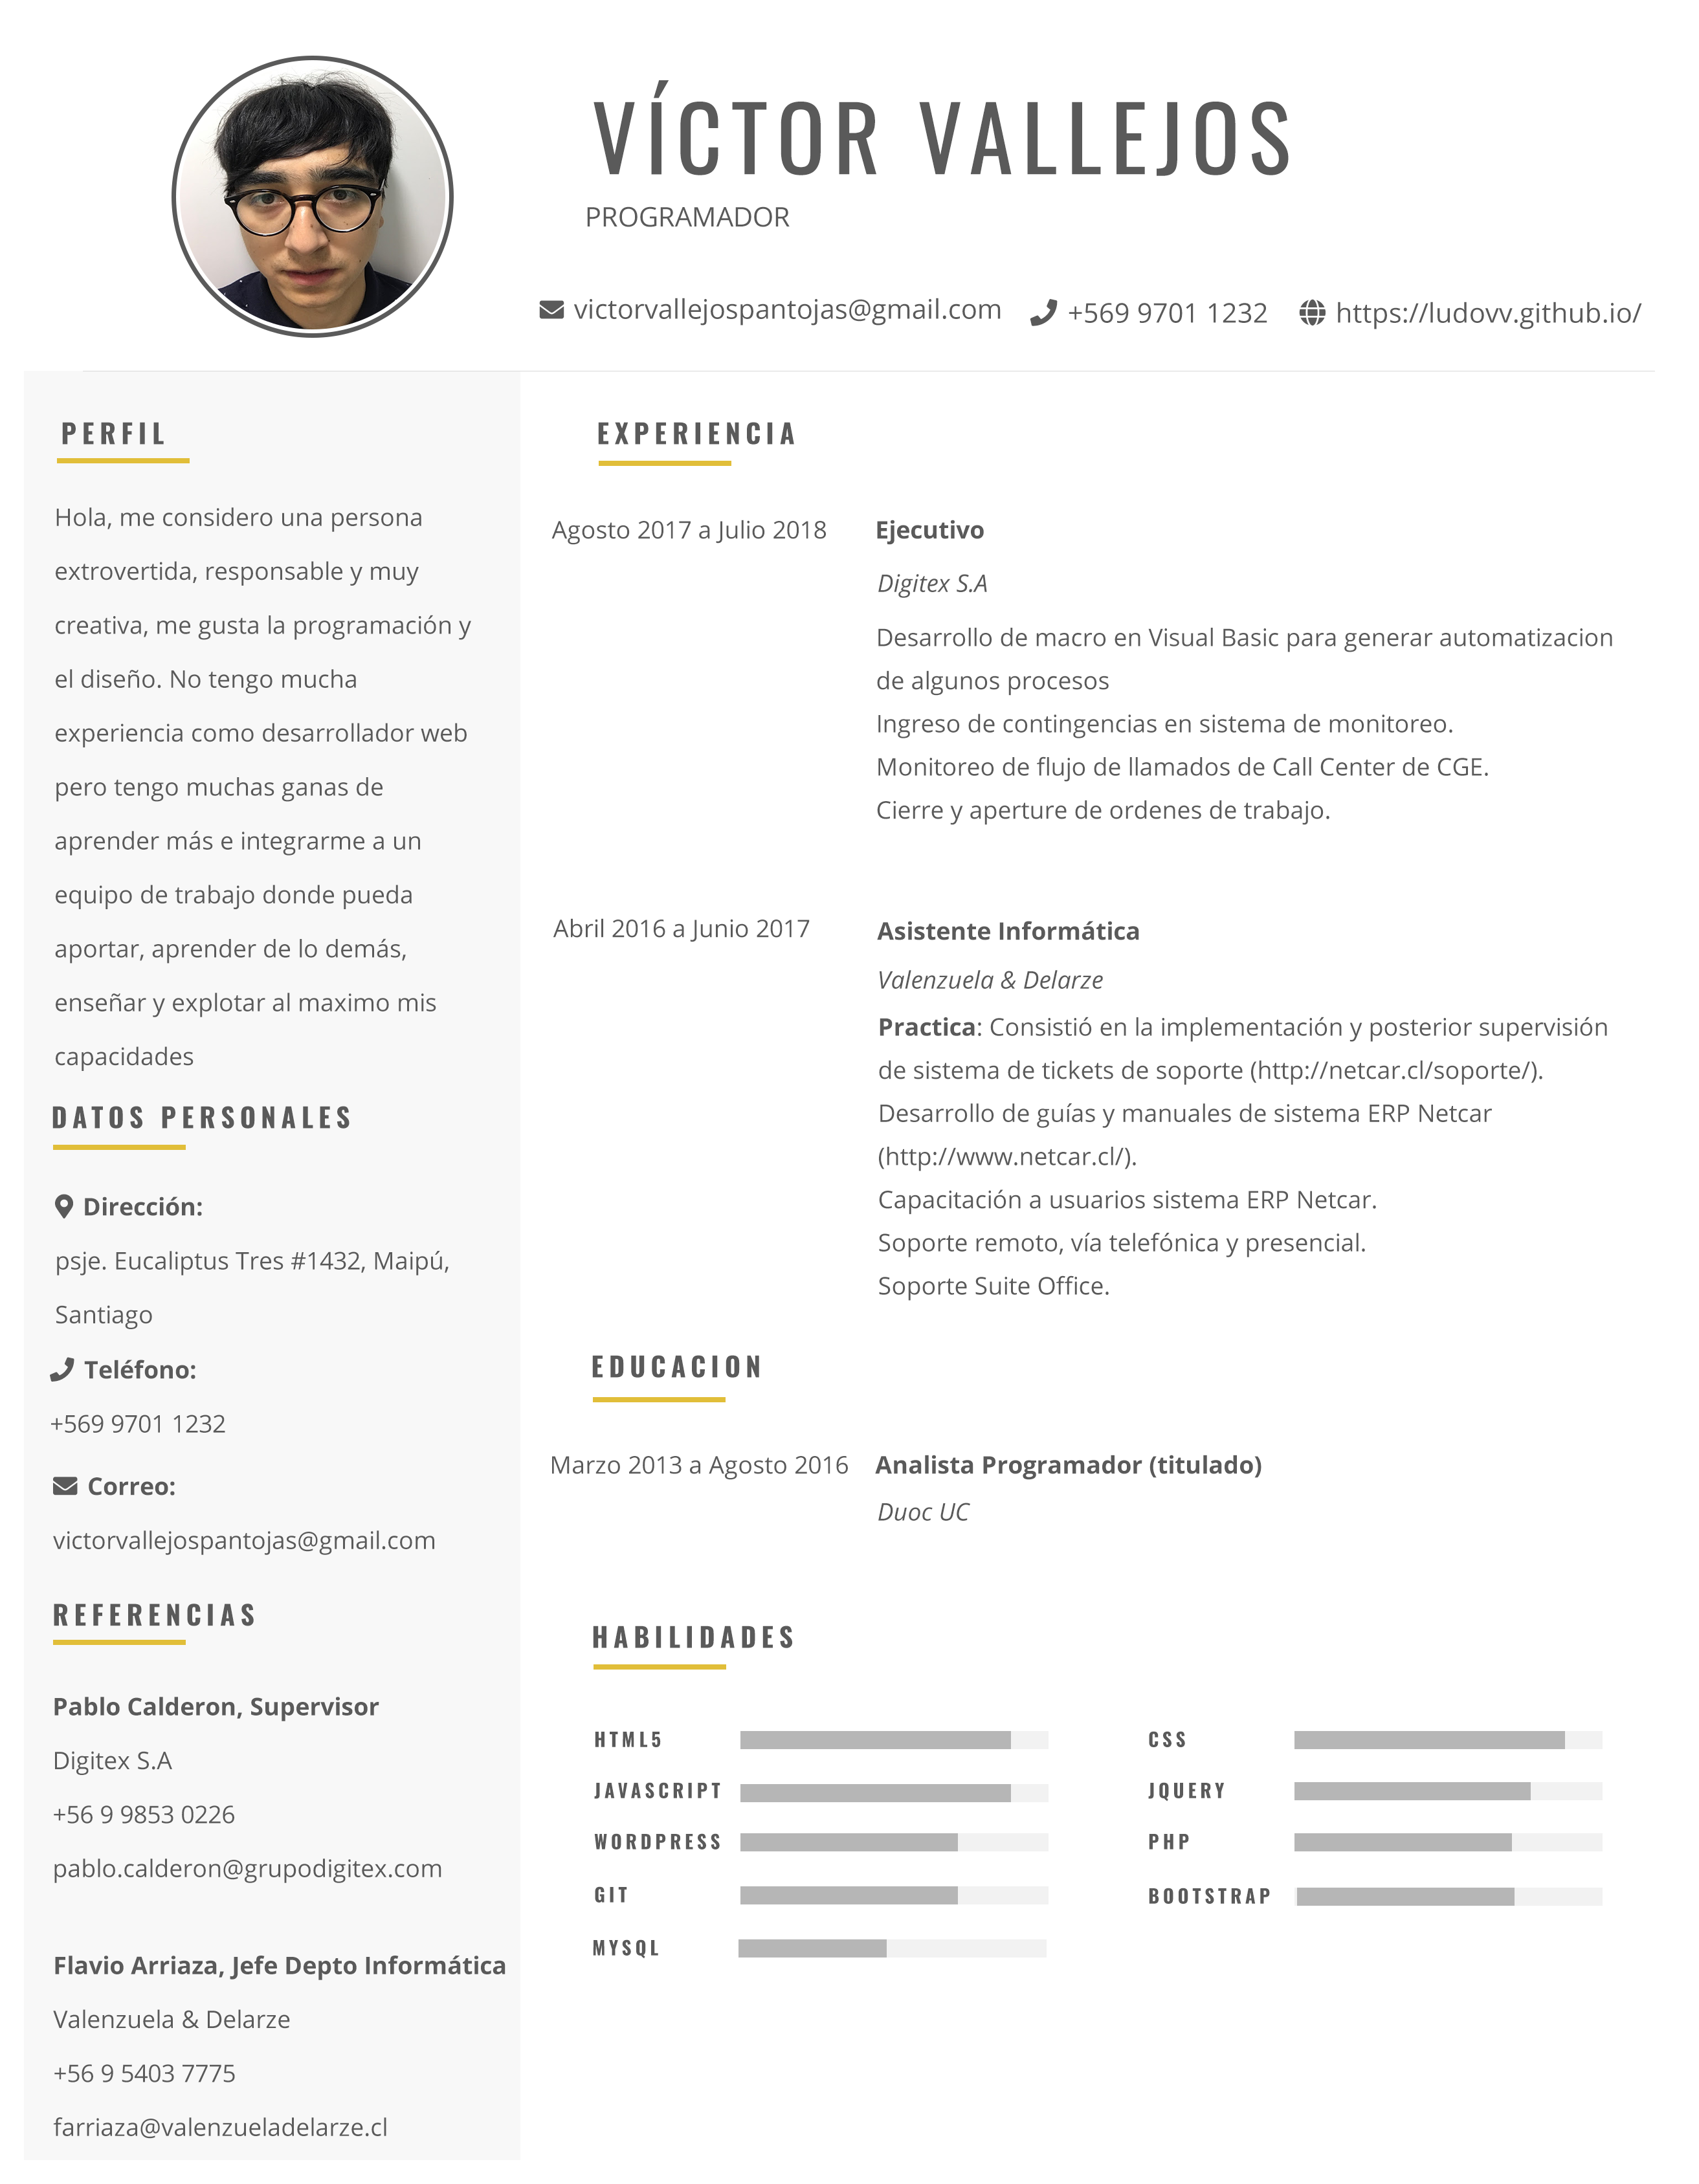 VÍCTOR VALLEJOS
PROGRAMADOR
victorvallejospantojas@gmail.com
+569 9701 1232
https://ludovv.github.io/
PERFIL
Hola, me considero una persona
extrovertida, responsable y muy
creativa, me gusta la programación y
el diseño. No tengo mucha
experiencia como desarrollador web
pero tengo muchas ganas de
aprender más e integrarme a un
equipo de trabajo donde pueda
aportar, aprender de lo demás,
enseñar y explotar al maximo mis
capacidades
DATOS PERSONALES
Dirección:
psje. Eucaliptus Tres #1432, Maipú,
Santiago
Teléfono:
+569 9701 1232
Correo:
victorvallejospantojas@gmail.com
REFERENCIAS
Pablo Calderon, Supervisor
Digitex S.A
+56 9 9853 0226
pablo.calderon@grupodigitex.com
Flavio Arriaza, Jefe Depto Informática
Valenzuela & Delarze
+56 9 5403 7775
farriaza@valenzueladelarze.cl
EXPERIENCIA
Agosto 2017 a Julio 2018
Ejecutivo
Digitex S.A
Desarrollo de macro en Visual Basic para generar automatizacion
de algunos procesos
Ingreso de contingencias en sistema de monitoreo.
Monitoreo de flujo de llamados de Call Center de CGE.
Cierre y aperture de ordenes de trabajo.
Abril 2016 a Junio 2017
Asistente Informática
Valenzuela & Delarze
Practica: Consistió en la implementación y posterior supervisión
de sistema de tickets de soporte (http://netcar.cl/soporte/).
Desarrollo de guías y manuales de sistema ERP Netcar
(http://www.netcar.cl/).
Capacitación a usuarios sistema ERP Netcar.
Soporte remoto, vía telefónica y presencial.
Soporte Suite Office.
EDUCACION
Marzo 2013 a Agosto 2016
Analista Programador (titulado)
Duoc UC
HABILIDADES
HTML5
CSS
JAVASCRIPT
JQUERY
WORDPRESS
PHP
GIT
BOOTSTRAP
MYSQL